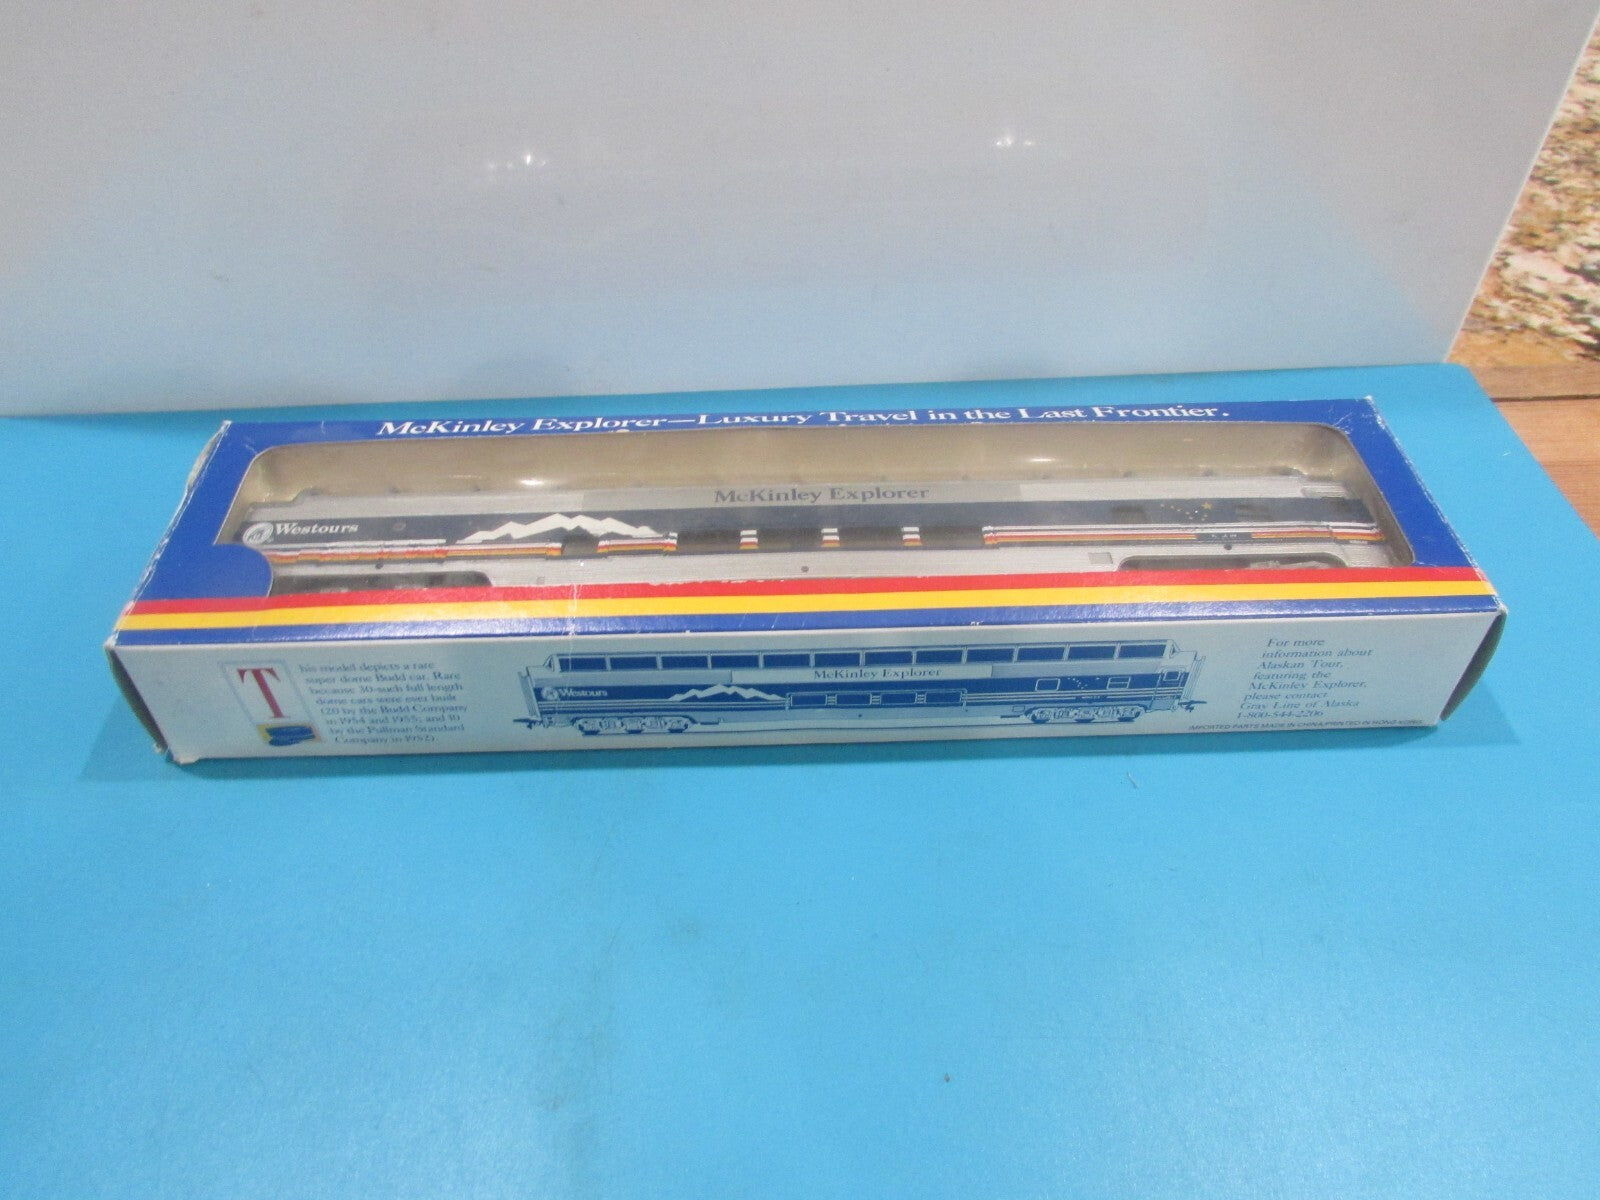 McKinley Explorer—Luxury Travel in the Last Frontier.
McKinley Explorer
Westours
This model depicts a rare
super dome Budd car. Rare
because 30-such full length
dome cars were ever built
(20 by the Budd Company
in 1954 and 1955, and 10
by the Pullman Standard
Company in 1952).
McKinley Explorer
Westours
For more
information about
Alaskan Tour,
featuring the
McKinley Explorer,
please contact
Gray Line of Alaska
1-800-544-2206
IMPORTED PARTS MADE IN CHINA/PRINTED IN HONG KONG